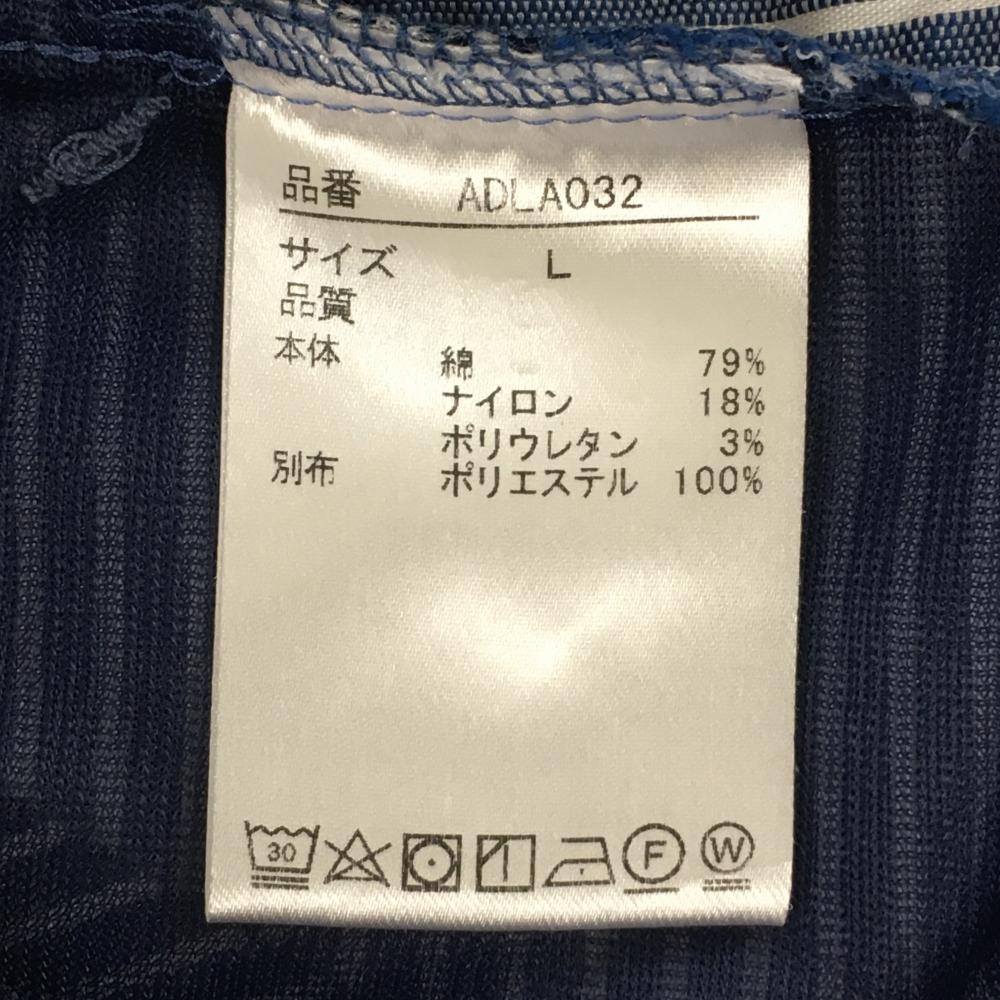 品番 ADLA032
サイズ L
品質
本体 綿 79%
ナイロン 18%
ポリウレタン 3%
別布 ポリエステル 100%
30 F W